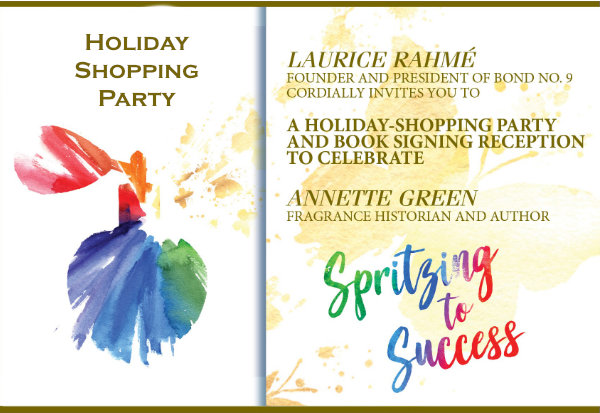 Holiday
Shopping
Party
LAURICE RAHMÉ
FOUNDER AND PRESIDENT OF BOND NO. 9
CORDIALLY INVITES YOU TO
A HOLIDAY-SHOPPING PARTY
AND BOOK SIGNING RECEPTION
TO CELEBRATE
ANNETTE GREEN
FRAGRANCE HISTORIAN AND AUTHOR
Spritzing
to
Success